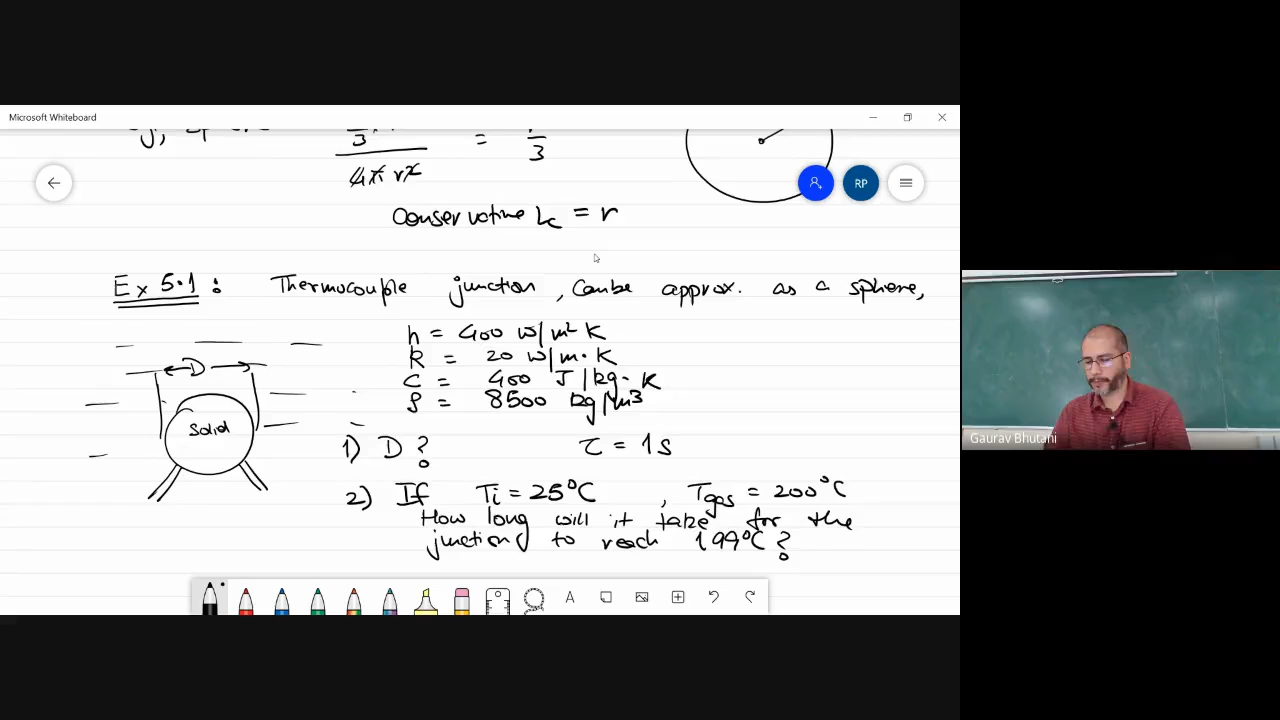 Microsoft Whiteboard
3
= 3
4π r²
RP
Conservative Lc = r
Ex 5.1 : Thermocouple junction, can be approx. as a sphere,
h = 400 W/m² K
k = 20 W/m·K
C = 400 J/kg·K
ρ = 8500 kg/m³
D
Solid
1) D? τ = 1s
2) If Ti = 25°C , Tgas = 200°C
How long will it take for the
junction to reach 199°C?
A
Gaurav Bhutani